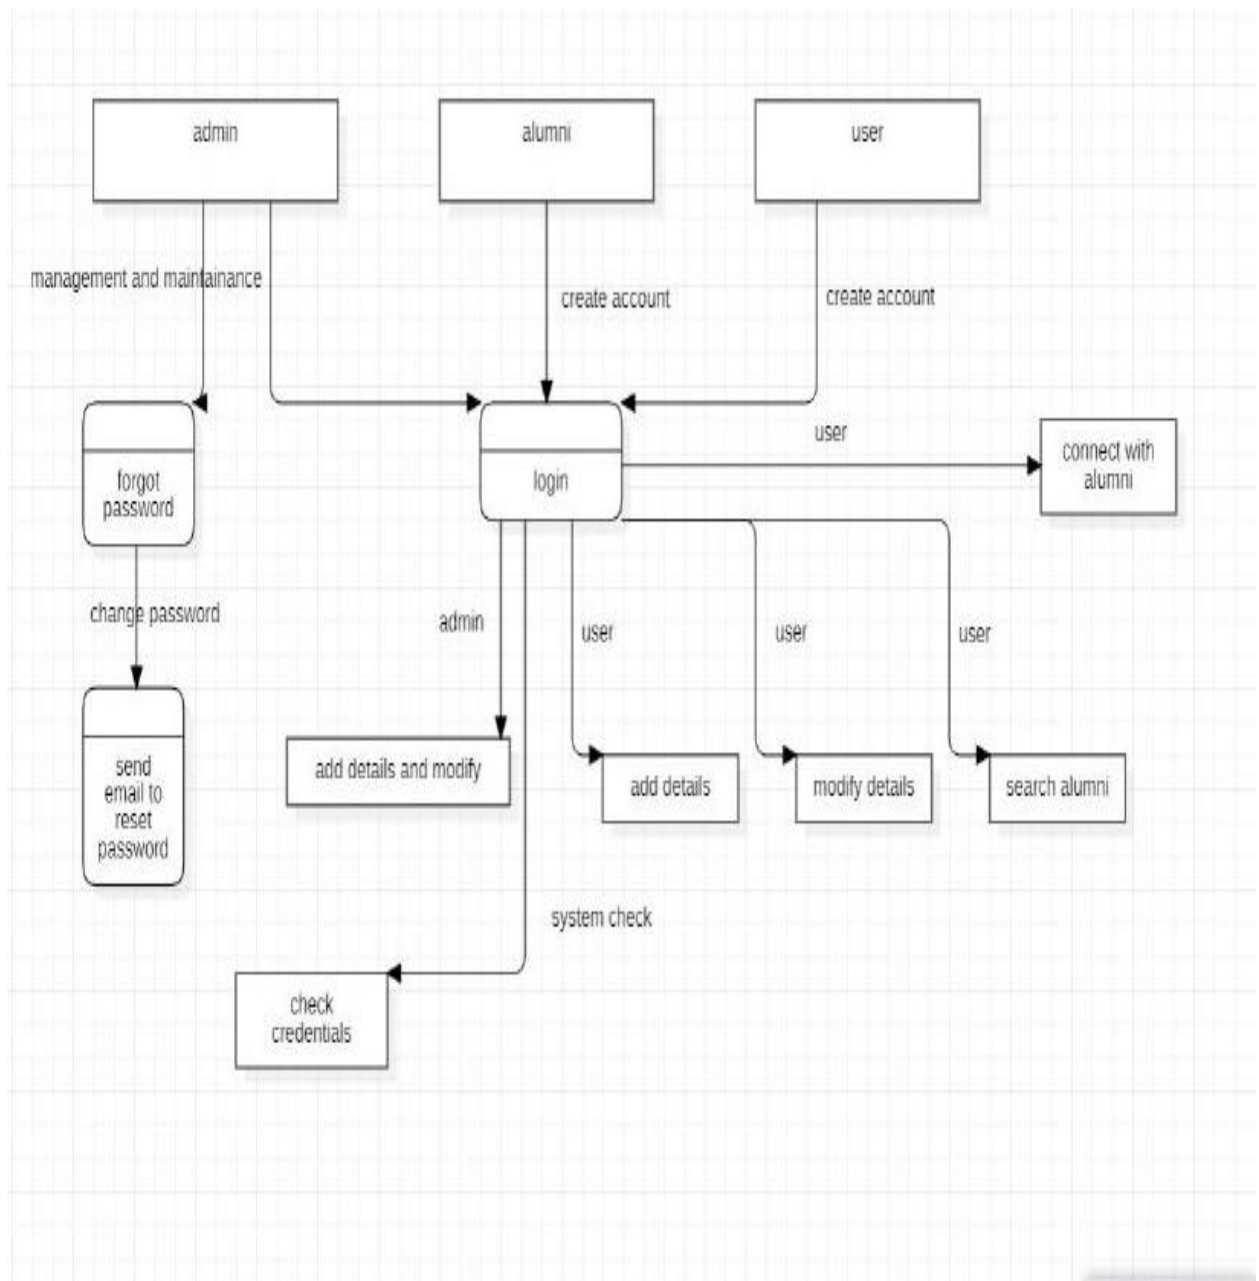 admin
alumni
user
management and maintainance
create account
create account
user
connect with
alumni
forgot
password
login
change password
admin
user
user
user
send
email to
reset
password
add details and modify
add details
modify details
search alumni
system check
check
credentials